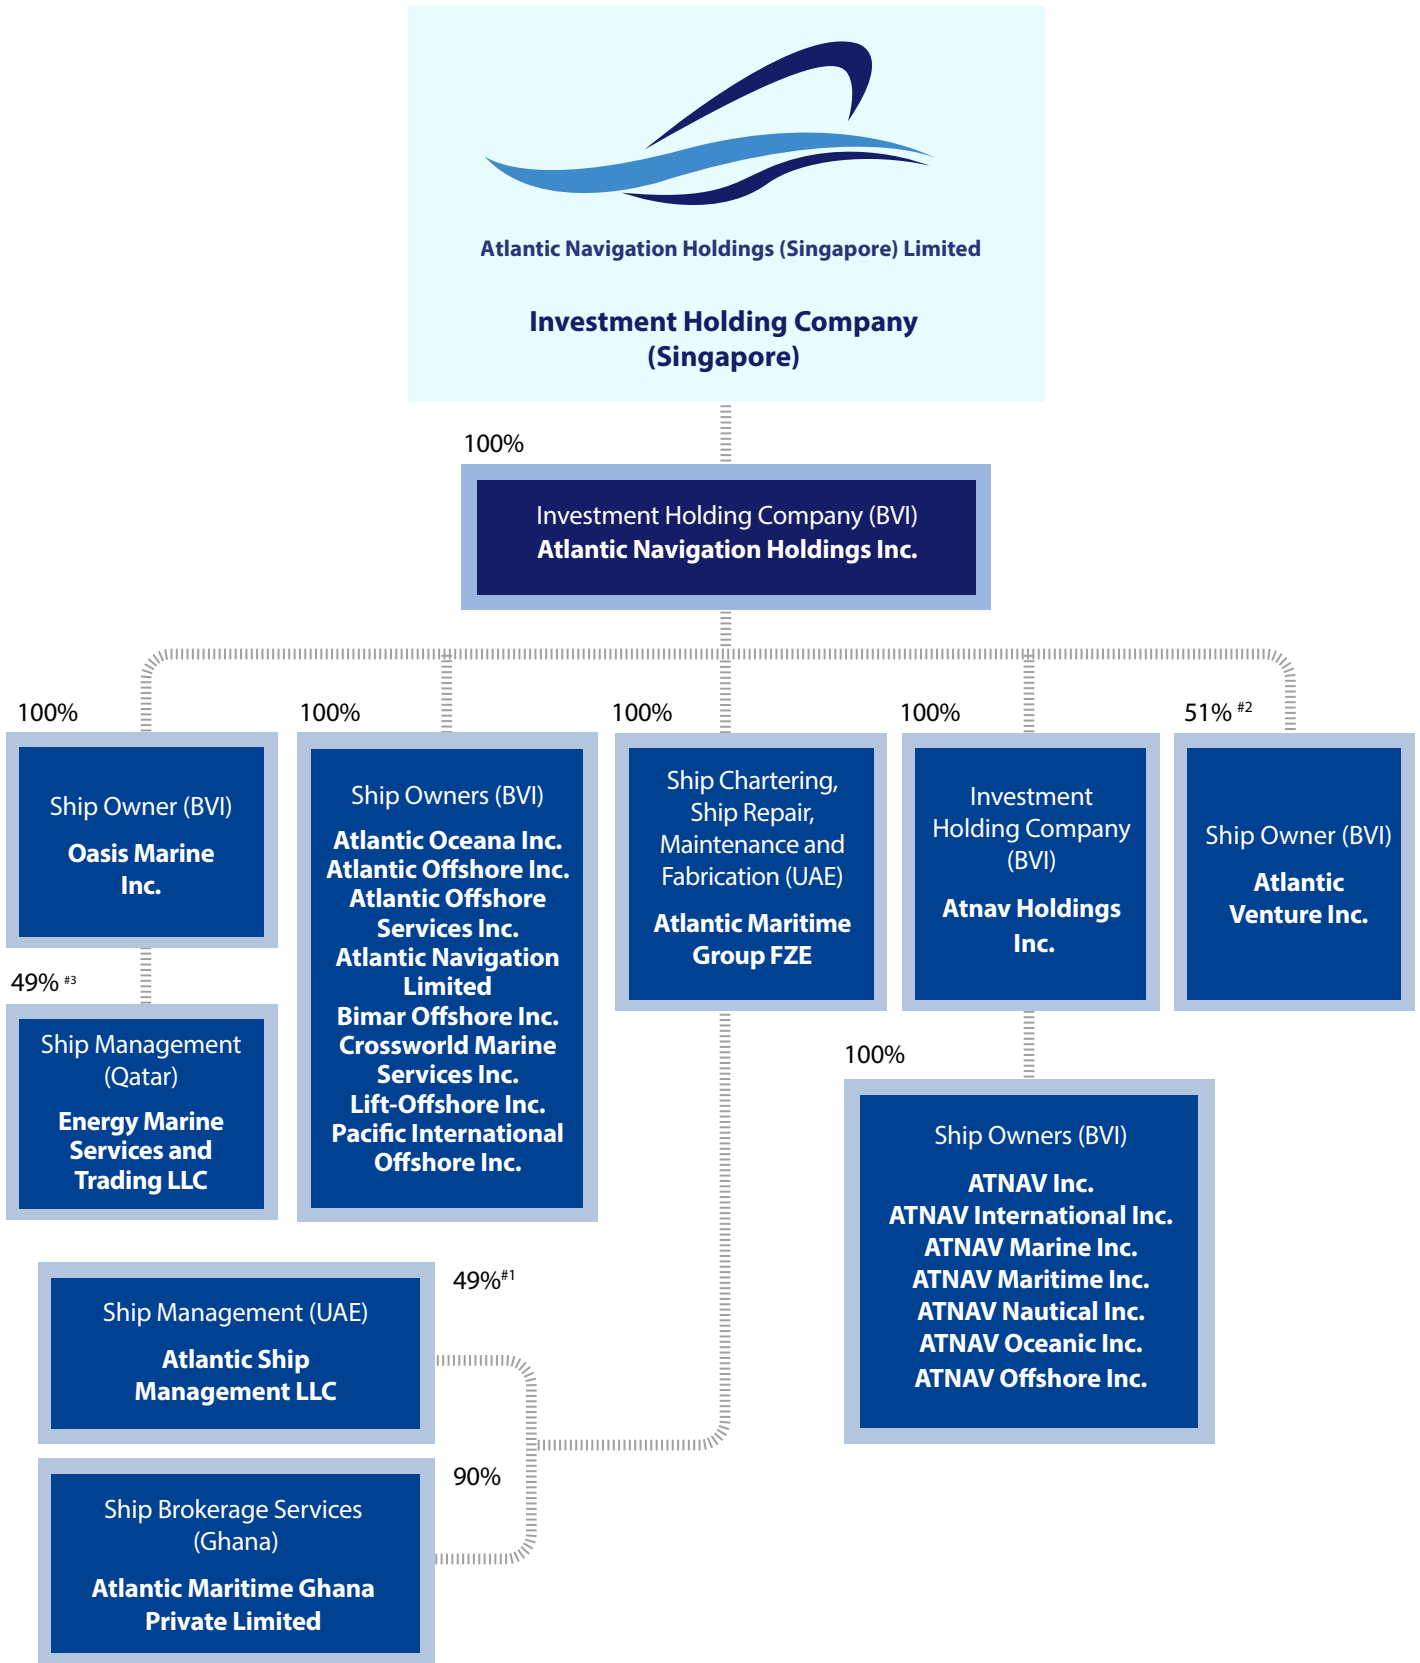 Atlantic Navigation Holdings (Singapore) Limited
Investment Holding Company
(Singapore)
100%
Investment Holding Company (BVI)
Atlantic Navigation Holdings Inc.
100%
Ship Owner (BVI)
Oasis Marine
Inc.
49% #3
Ship Management
(Qatar)
Energy Marine
Services and
Trading LLC
100%
Ship Owners (BVI)
Atlantic Oceana Inc.
Atlantic Offshore Inc.
Atlantic Offshore
Services Inc.
Atlantic Navigation
Limited
Bimar Offshore Inc.
Crossworld Marine
Services Inc.
Lift-Offshore Inc.
Pacific International
Offshore Inc.
100%
Ship Chartering,
Ship Repair,
Maintenance and
Fabrication (UAE)
Atlantic Maritime
Group FZE
100%
Investment
Holding Company
(BVI)
Atnav Holdings
Inc.
51% #2
Ship Owner (BVI)
Atlantic
Venture Inc.
100%
Ship Owners (BVI)
ATNAV Inc.
ATNAV International Inc.
ATNAV Marine Inc.
ATNAV Maritime Inc.
ATNAV Nautical Inc.
ATNAV Oceanic Inc.
ATNAV Offshore Inc.
49%#1
Ship Management (UAE)
Atlantic Ship
Management LLC
90%
Ship Brokerage Services
(Ghana)
Atlantic Maritime Ghana
Private Limited